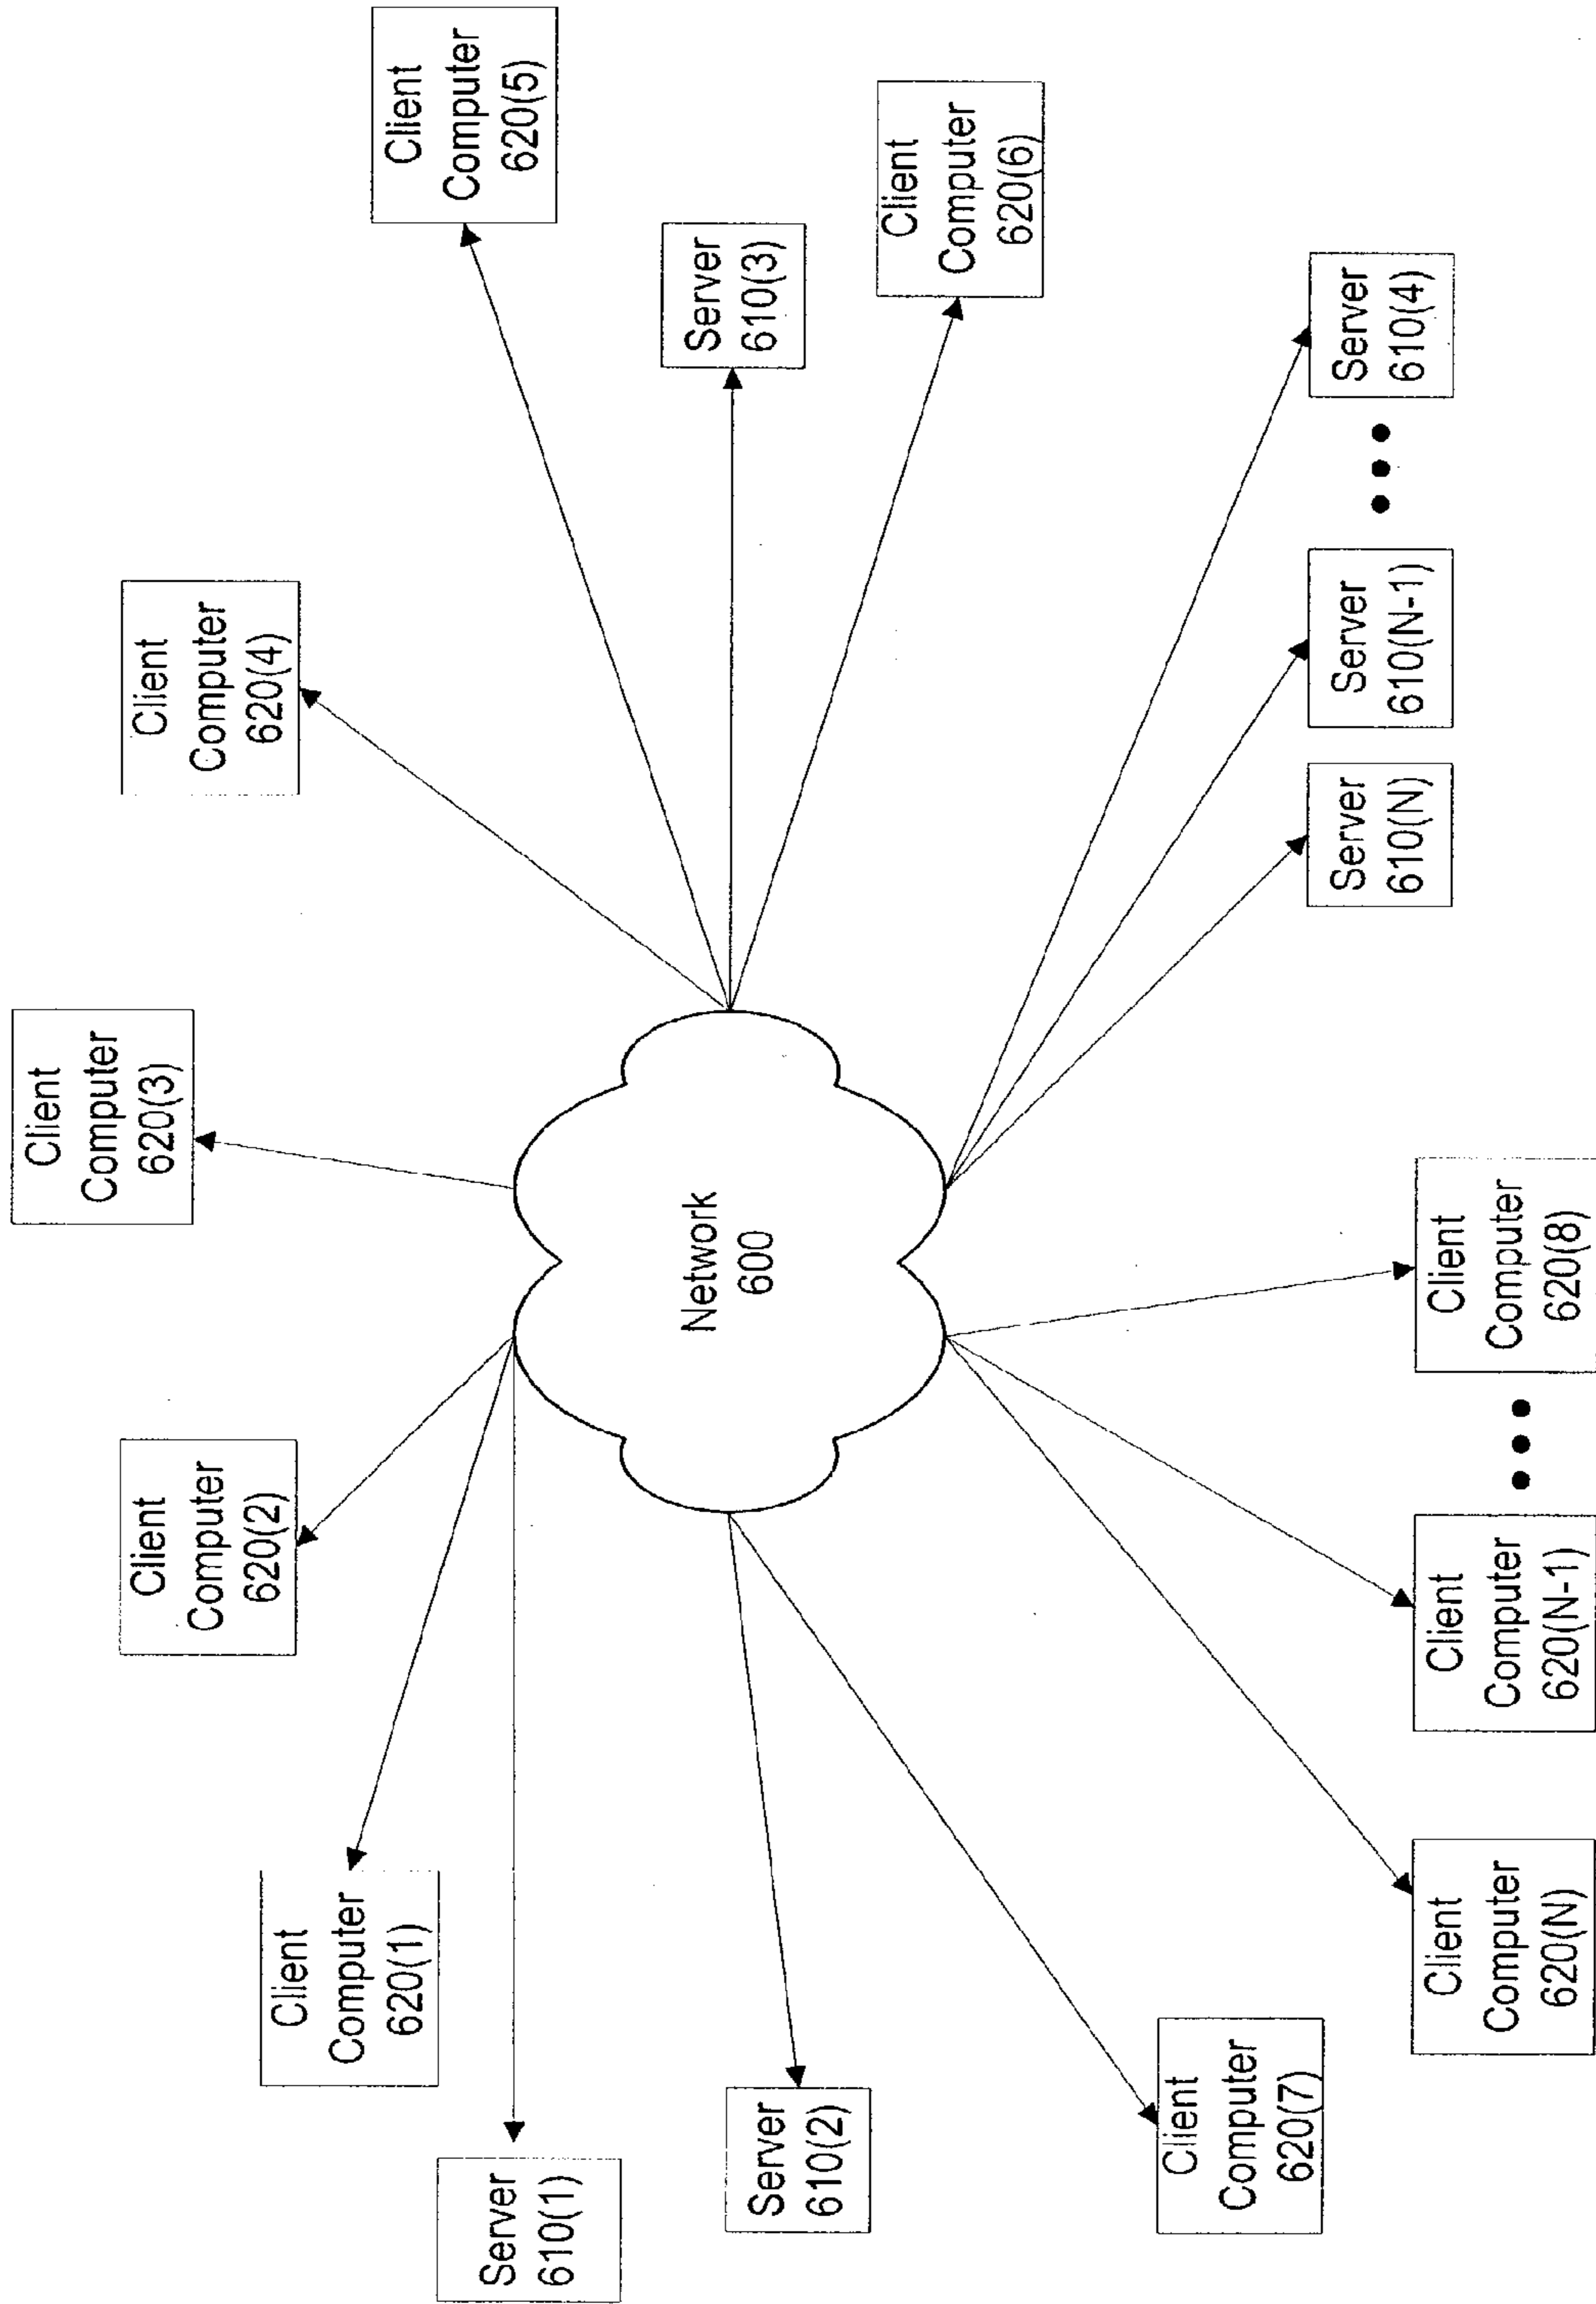 Client
Computer
620(1)
Client
Computer
620(2)
Client
Computer
620(3)
Client
Computer
620(4)
Client
Computer
620(5)
Server
610(1)
Server
610(2)
Network
600
Server
610(3)
Client
Computer
620(6)
Client
Computer
620(7)
Client
Computer
620(N)
Client
Computer
620(N-1)
Client
Computer
620(8)
Server
610(N)
Server
610(N-1)
Server
610(4)